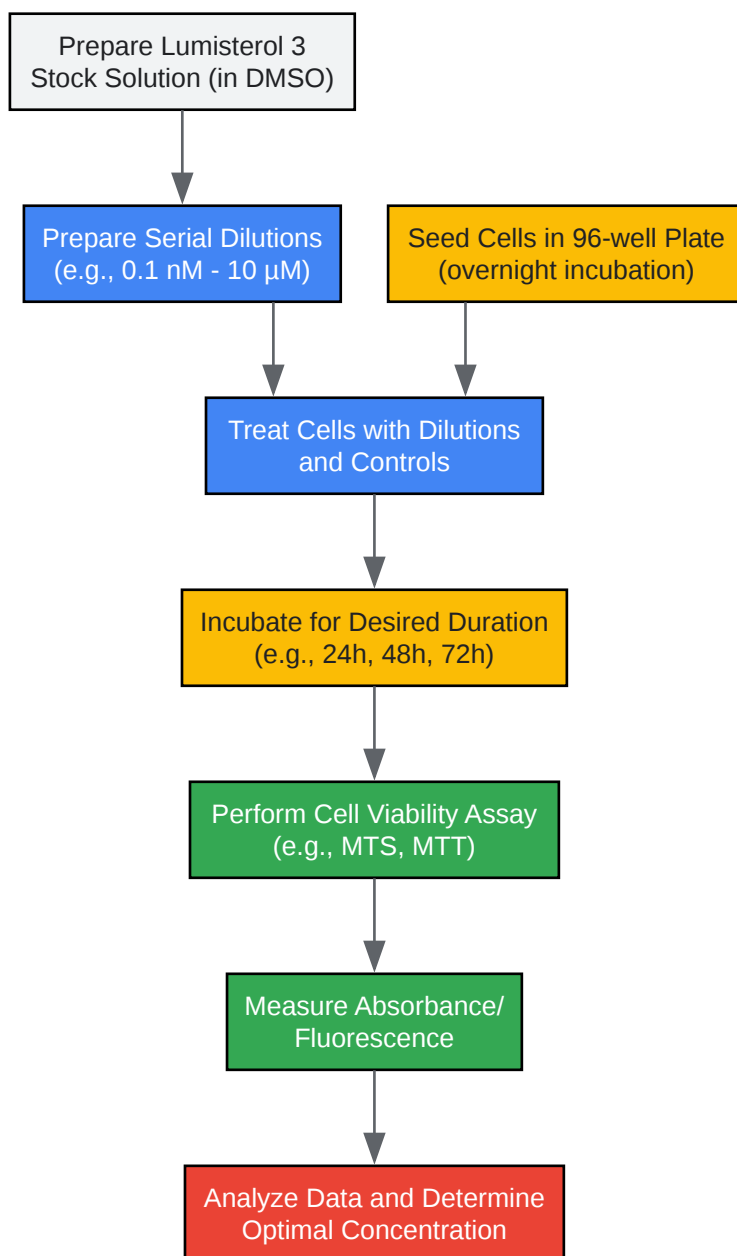 Prepare Lumisterol 3
Stock Solution (in DMSO)
Prepare Serial Dilutions
(e.g., 0.1 nM - 10 µM)
Seed Cells in 96-well Plate
(overnight incubation)
Treat Cells with Dilutions
and Controls
Incubate for Desired Duration
(e.g., 24h, 48h, 72h)
Perform Cell Viability Assay
(e.g., MTS, MTT)
Measure Absorbance/
Fluorescence
Analyze Data and Determine
Optimal Concentration